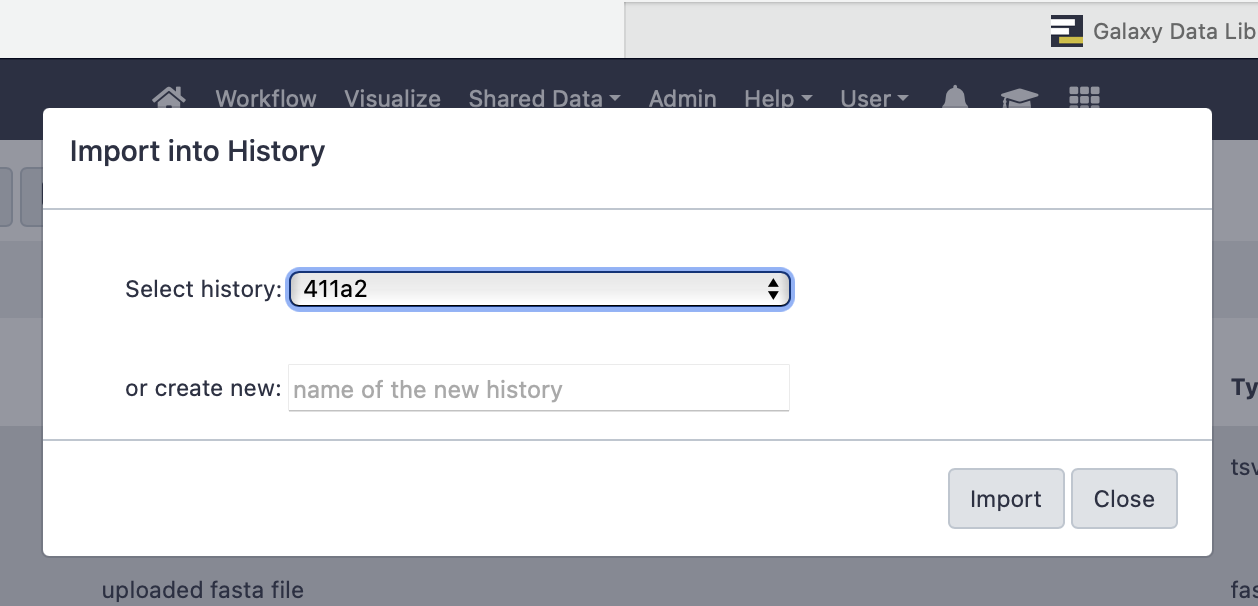 Galaxy Data Lib
Workflow Visualize Shared Data Admin Help User
Import into History
Select history: 411a2
or create new: name of the new history
Ty
tsv
Import Close
uploaded fasta file
fas